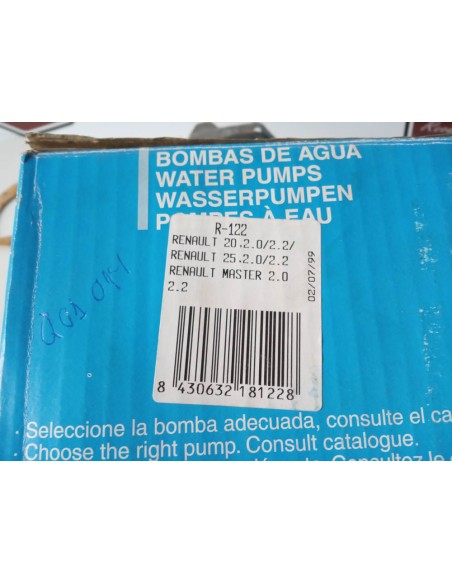 BOMBAS DE AGUA
WATER PUMPS
WASSERPUMPEN
À EAU
R-122
RENAULT 20.2.0/2.2/
RENAULT 25.2.0/2.2
RENAULT MASTER 2.0
2.2
02/07/99
8 430632 181228
· Seleccione la bomba adecuada, consulte el
· Choose the right pump. Consult catalogue.